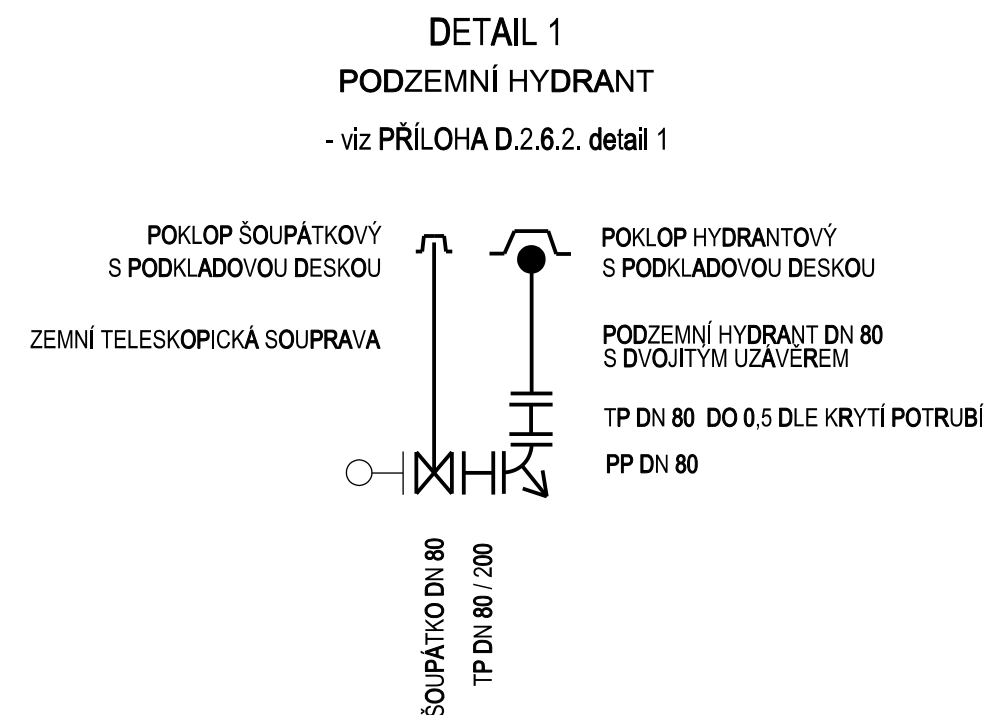 DETAIL 1
PODZEMNÍ HYDRANT
- viz PŘÍLOHA D.2.6.2. detail 1
POKLOP ŠOUPÁTKOVÝ
S PODKLADOVOU DESKOU
ZEMNÍ TELESKOPICKÁ SOUPRAVA
POKLOP HYDRANTOVÝ
S PODKLADOVOU DESKOU
PODZEMNÍ HYDRANT DN 80
S DVOJITÝM UZÁVĚREM
TP DN 80 DO 0,5 DLE KRYTÍ POTRUBÍ
PP DN 80
ŠOUPÁTKO DN 80
TP DN 80 / 200